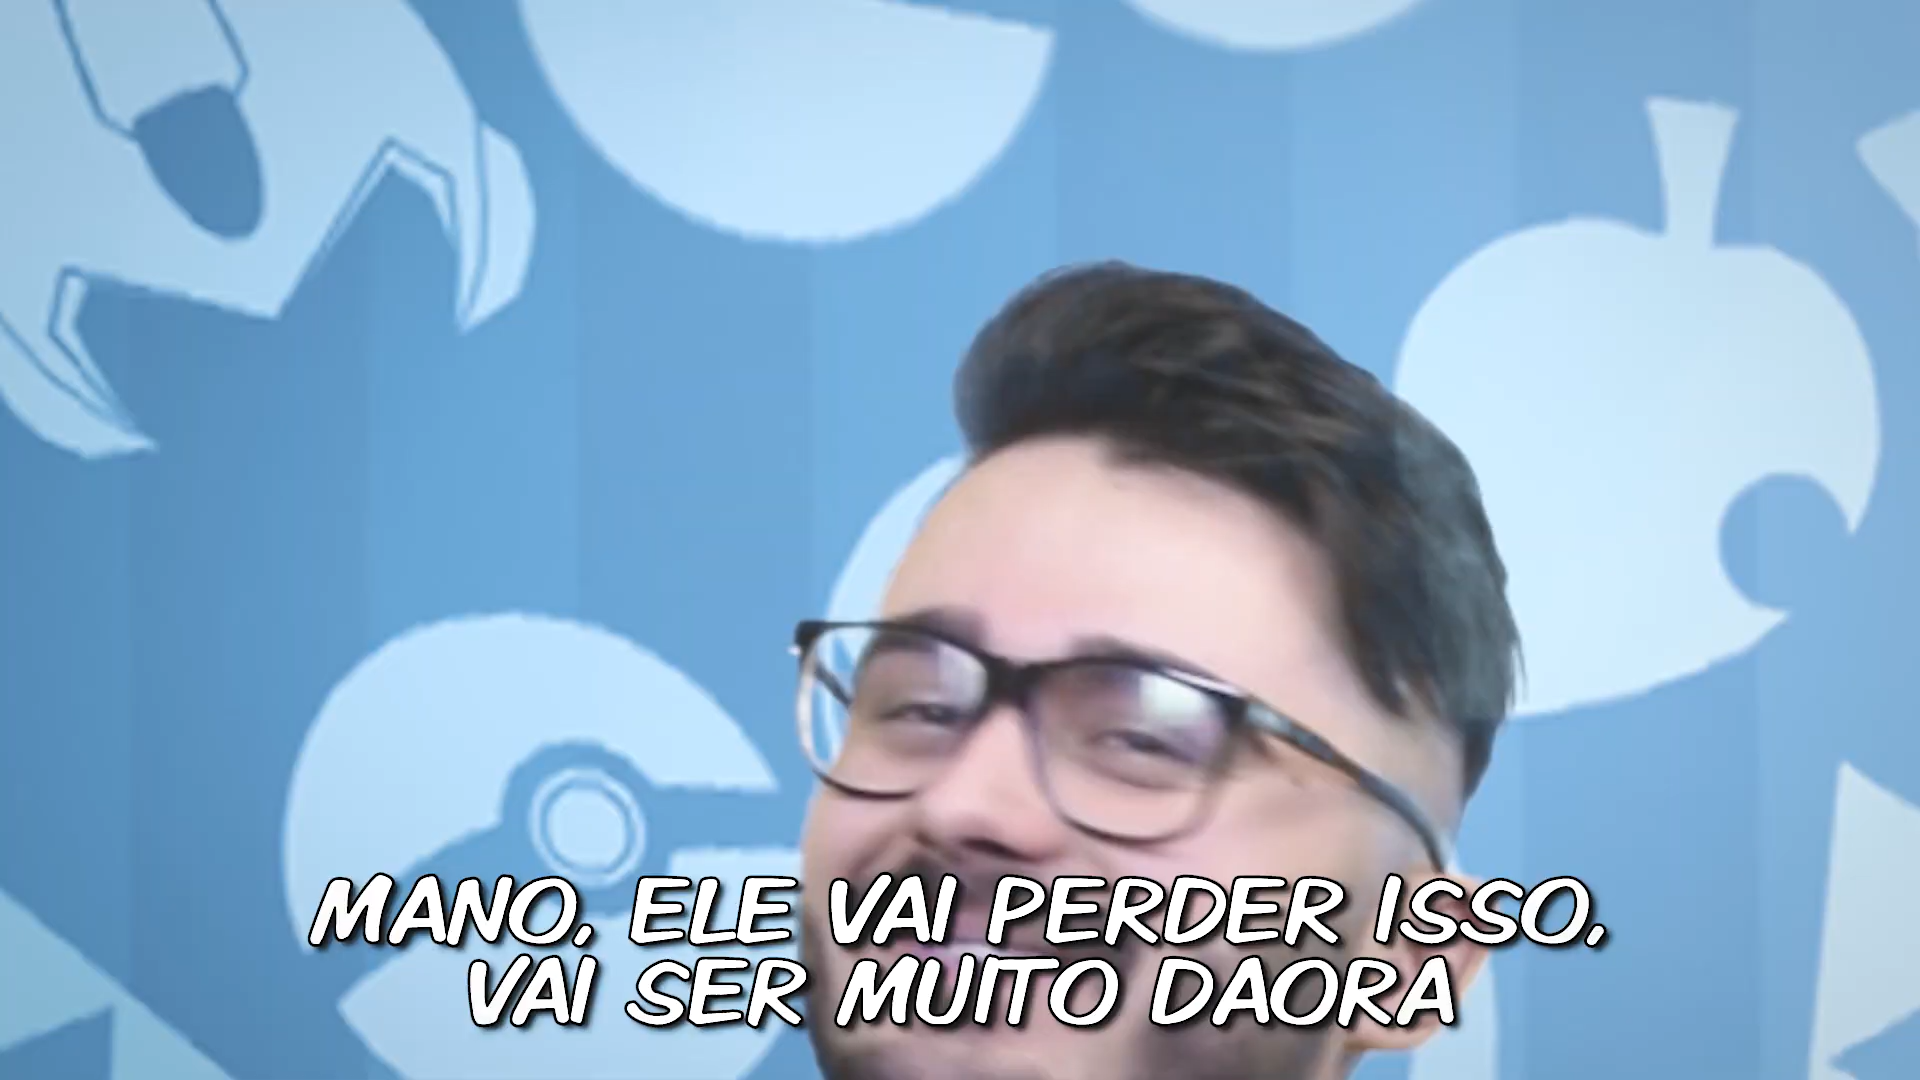 MANO, ELE VAI PERDER ISSO,
VAI SER MUITO DAORA